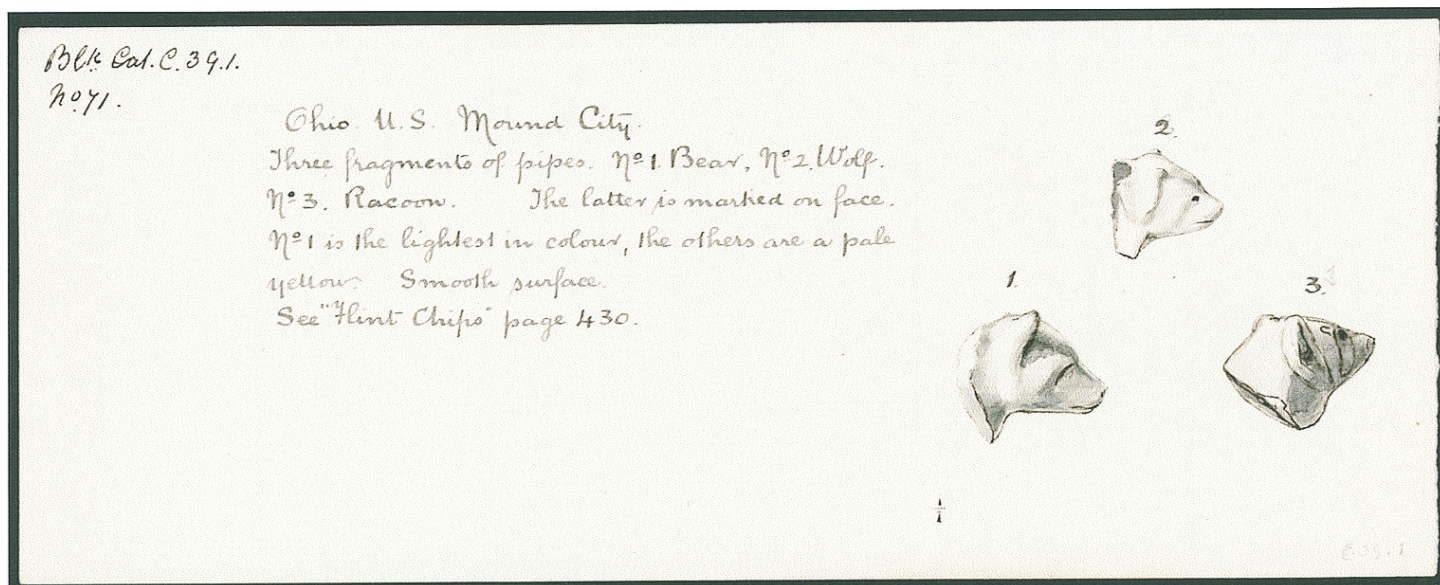 Blk Cat. C. 39.1.
No 71.
Ohio. U.S. Mound City.
Three fragments of pipes. No 1. Bear, No 2. Wolf.
No 3. Racoon. The latter is marked on face.
No 1 is the lightest in colour, the others are a pale
yellow. Smooth surface.
See "Flint Chips" page 430.
2.
1.
3.
1/1